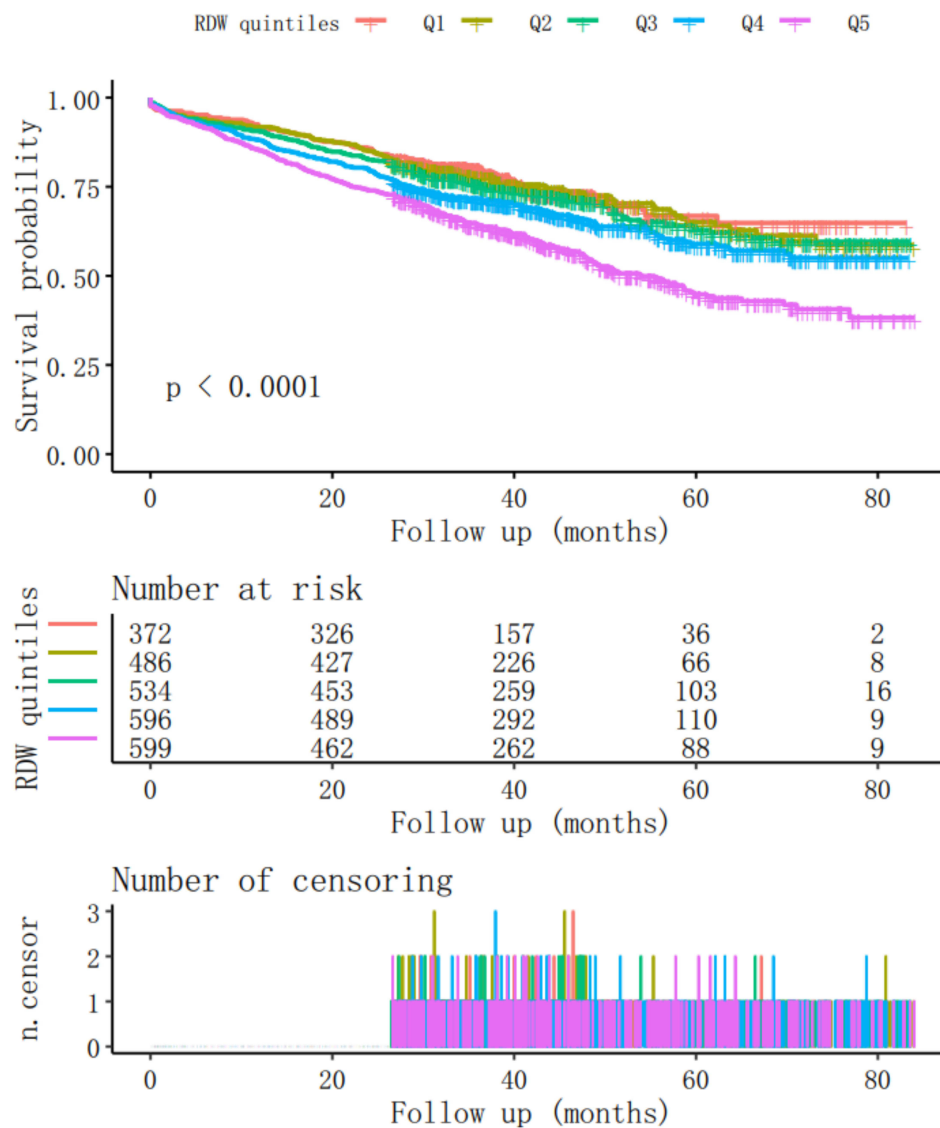 RDW quintiles Q1 Q2 Q3 Q4 Q5
Survival probability
1.00
0.75
0.50
0.25
0.00
p < 0.0001
0 20 40 60 80
Follow up (months)
Number at risk
RDW quintiles
372 326 157 36 2
486 427 226 66 8
534 453 259 103 16
596 489 292 110 9
599 462 262 88 9
0 20 40 60 80
Follow up (months)
Number of censoring
n.censor
3
2
1
0
0 20 40 60 80
Follow up (months)